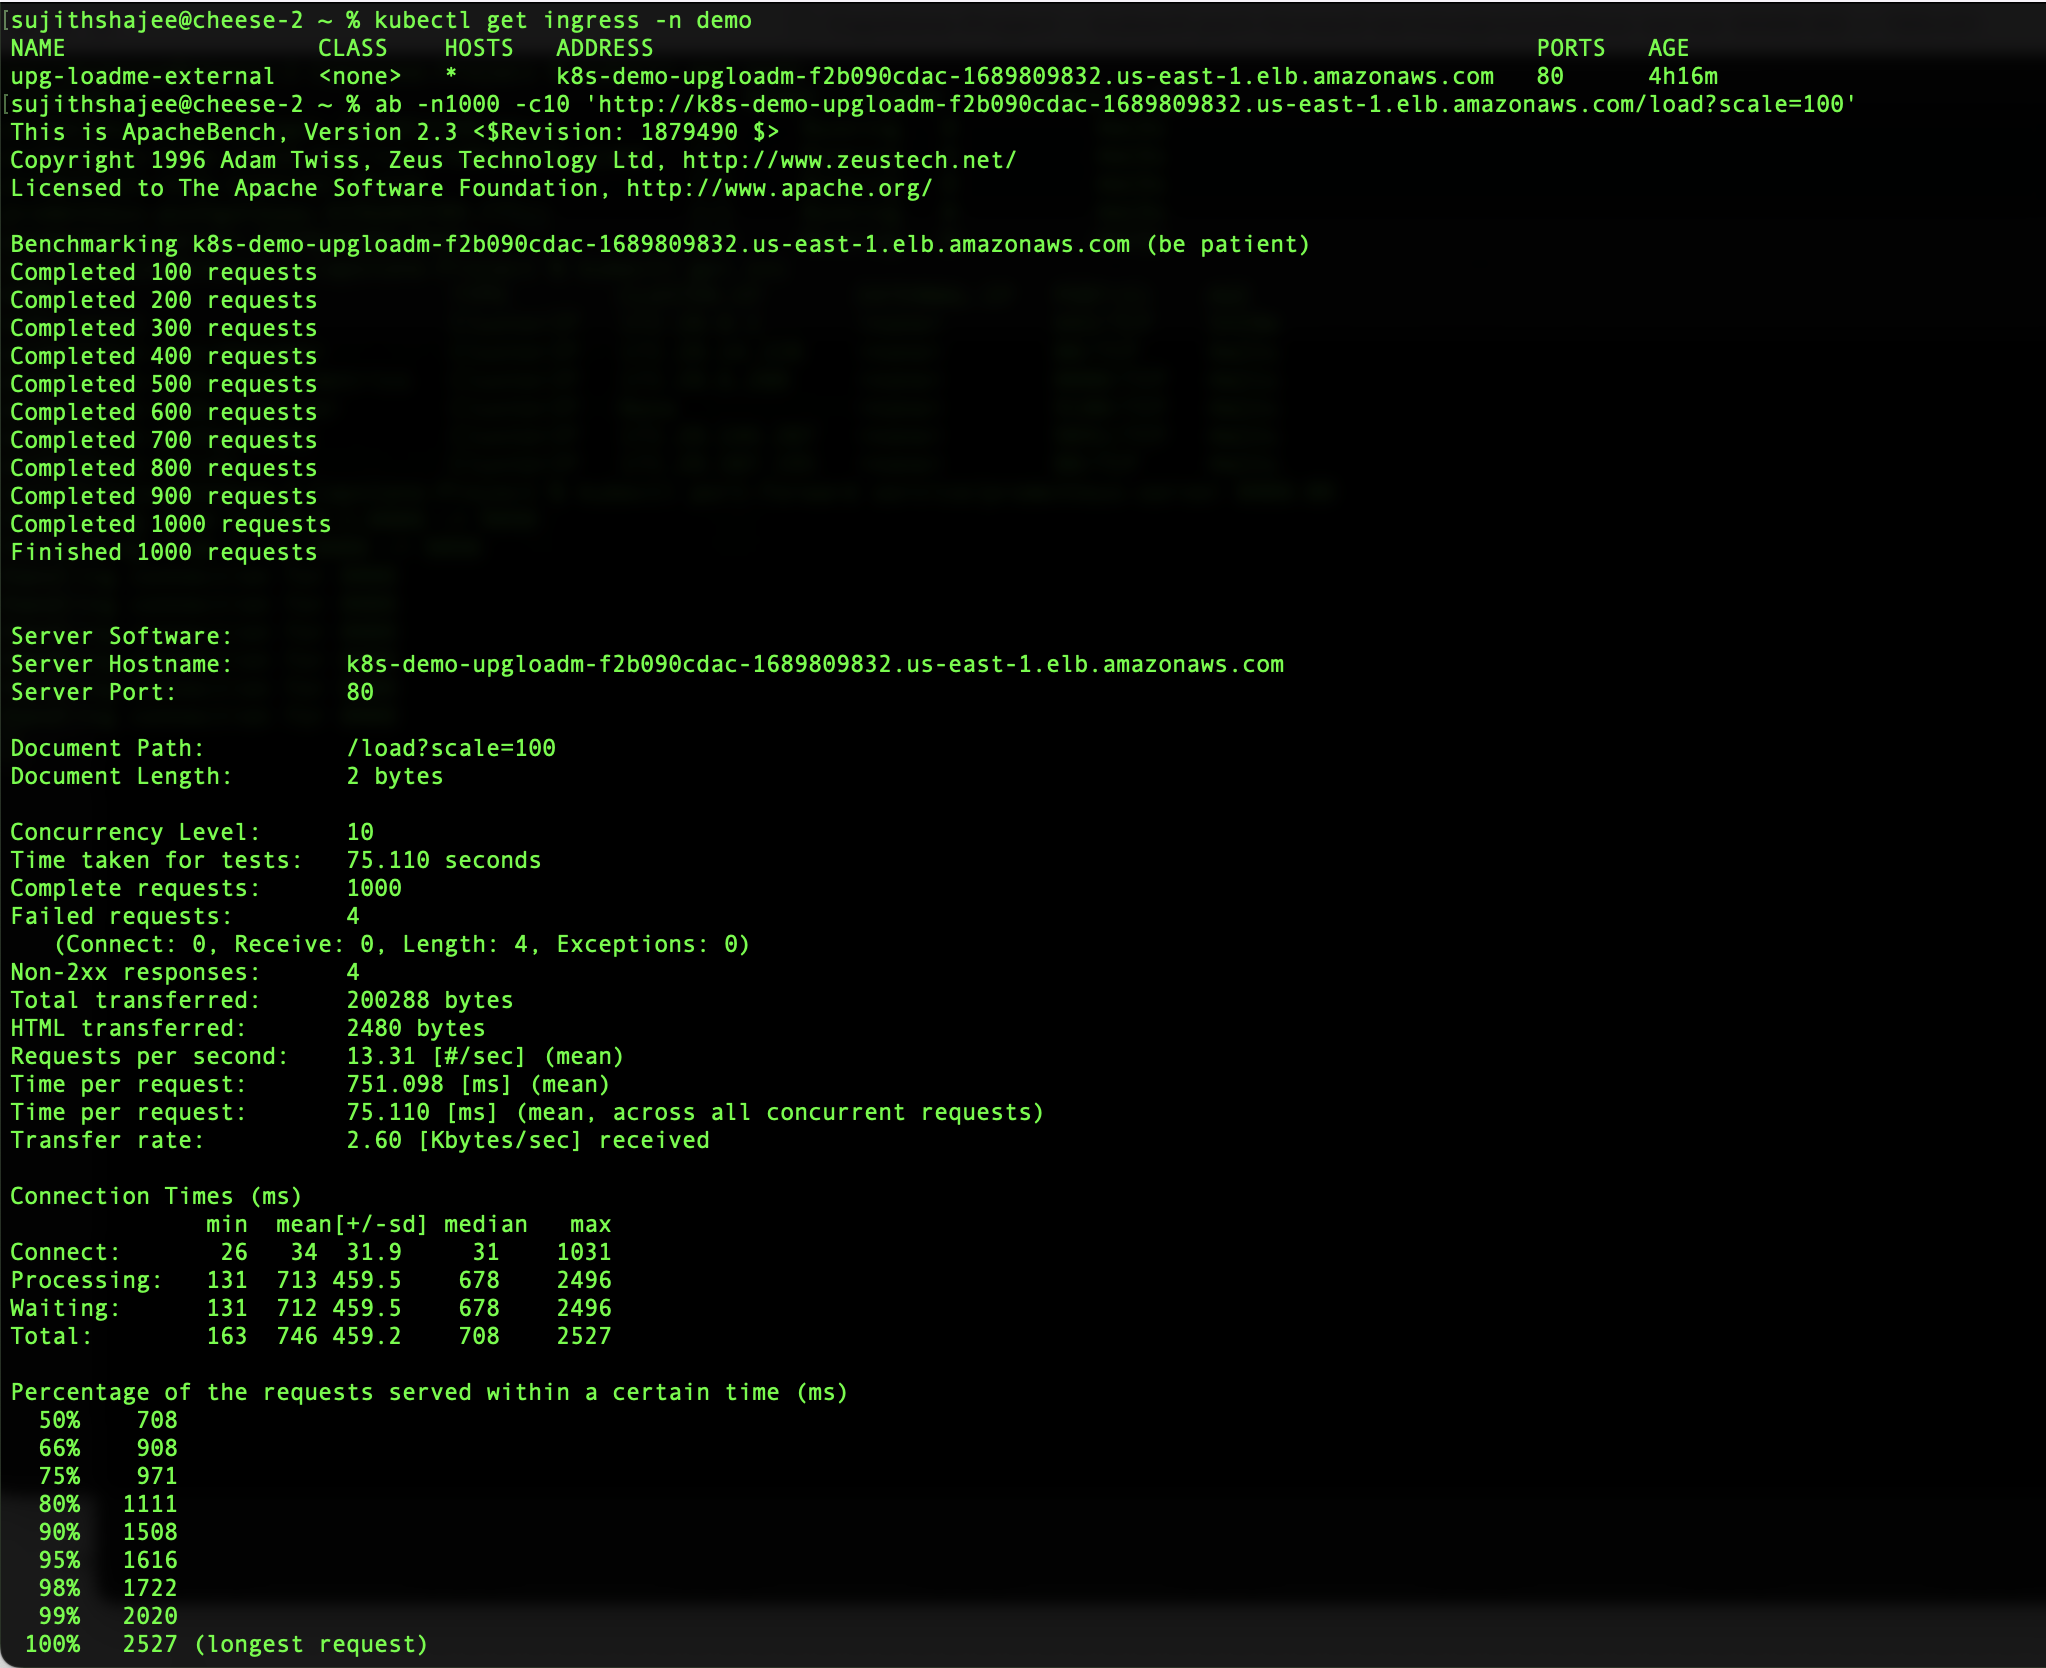 [sujithshajee@cheese-2 ~ % kubectl get ingress -n demo
NAME                  CLASS    HOSTS   ADDRESS                                                               PORTS   AGE
upg-loadme-external   <none>   *       k8s-demo-upgloadm-f2b090cdac-1689809832.us-east-1.elb.amazonaws.com   80      4h16m
[sujithshajee@cheese-2 ~ % ab -n1000 -c10 'http://k8s-demo-upgloadm-f2b090cdac-1689809832.us-east-1.elb.amazonaws.com/load?scale=100'
This is ApacheBench, Version 2.3 <$Revision: 1879490 $>
Copyright 1996 Adam Twiss, Zeus Technology Ltd, http://www.zeustech.net/
Licensed to The Apache Software Foundation, http://www.apache.org/

Benchmarking k8s-demo-upgloadm-f2b090cdac-1689809832.us-east-1.elb.amazonaws.com (be patient)
Completed 100 requests
Completed 200 requests
Completed 300 requests
Completed 400 requests
Completed 500 requests
Completed 600 requests
Completed 700 requests
Completed 800 requests
Completed 900 requests
Completed 1000 requests
Finished 1000 requests


Server Software:
Server Hostname:        k8s-demo-upgloadm-f2b090cdac-1689809832.us-east-1.elb.amazonaws.com
Server Port:            80

Document Path:          /load?scale=100
Document Length:        2 bytes

Concurrency Level:      10
Time taken for tests:   75.110 seconds
Complete requests:      1000
Failed requests:        4
   (Connect: 0, Receive: 0, Length: 4, Exceptions: 0)
Non-2xx responses:      4
Total transferred:      200288 bytes
HTML transferred:       2480 bytes
Requests per second:    13.31 [#/sec] (mean)
Time per request:       751.098 [ms] (mean)
Time per request:       75.110 [ms] (mean, across all concurrent requests)
Transfer rate:          2.60 [Kbytes/sec] received

Connection Times (ms)
              min  mean[+/-sd] median   max
Connect:       26   34  31.9     31    1031
Processing:   131  713 459.5    678    2496
Waiting:      131  712 459.5    678    2496
Total:        163  746 459.2    708    2527

Percentage of the requests served within a certain time (ms)
  50%    708
  66%    908
  75%    971
  80%   1111
  90%   1508
  95%   1616
  98%   1722
  99%   2020
 100%   2527 (longest request)